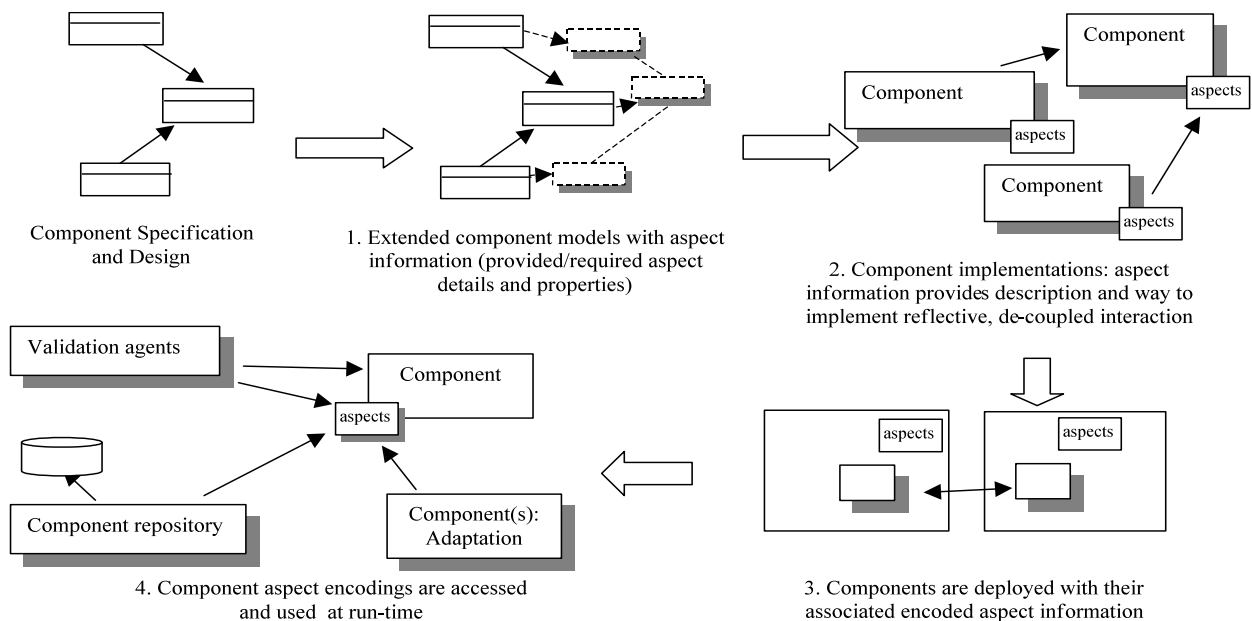 Component Specification
and Design
1. Extended component models with aspect
information (provided/required aspect
details and properties)
Component
aspects
Component
aspects
Component
aspects
2. Component implementations: aspect
information provides description and way to
implement reflective, de-coupled interaction
aspects
aspects
3. Components are deployed with their
associated encoded aspect information
Validation agents
Component
aspects
Component repository
Component(s):
Adaptation
4. Component aspect encodings are accessed
and used at run-time